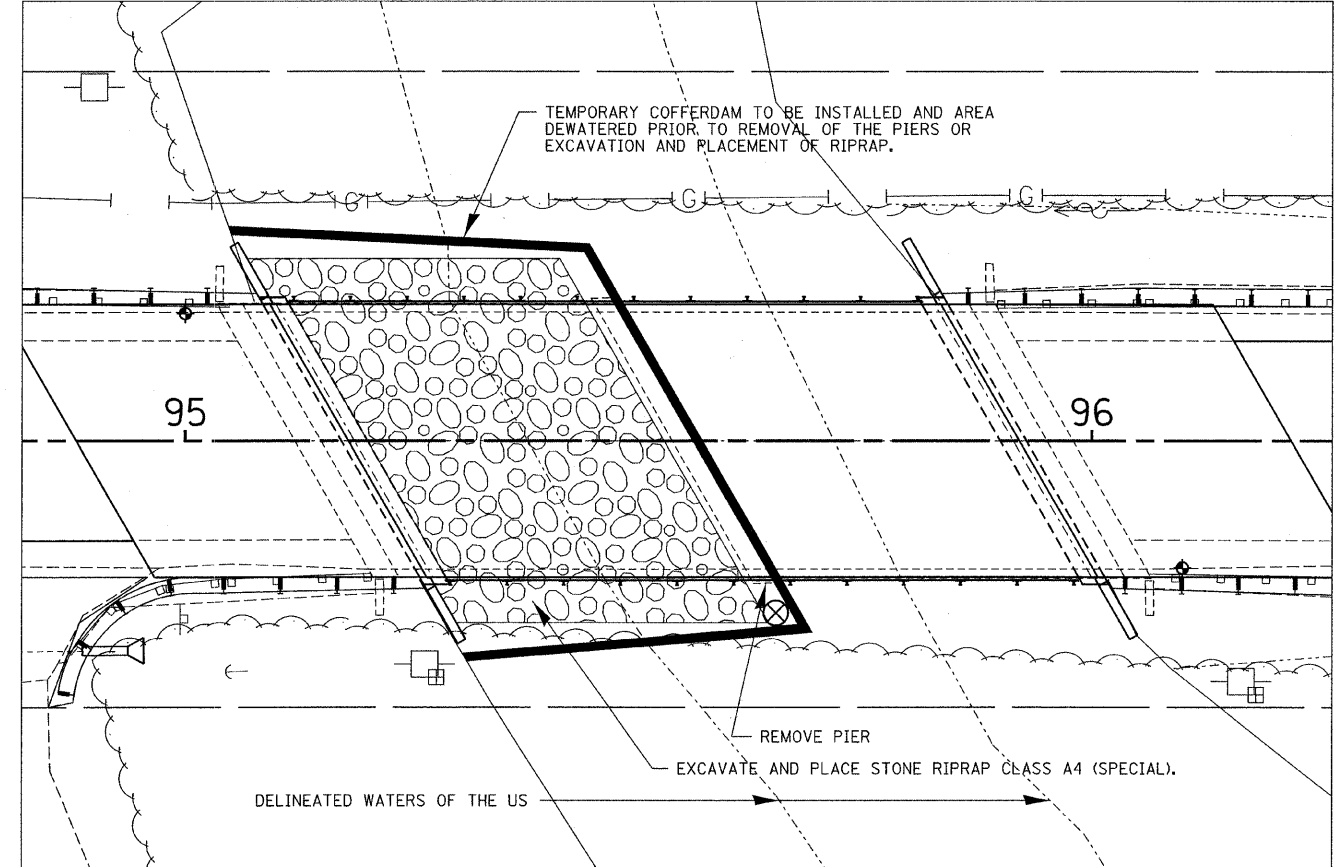 TEMPORARY COFFERDAM TO BE INSTALLED AND AREA
DEWATERED PRIOR TO REMOVAL OF THE PIERS OR
EXCAVATION AND PLACEMENT OF RIPRAP.
G
G
G
95
96
REMOVE PIER
EXCAVATE AND PLACE STONE RIPRAP CLASS A4 (SPECIAL).
DELINEATED WATERS OF THE US